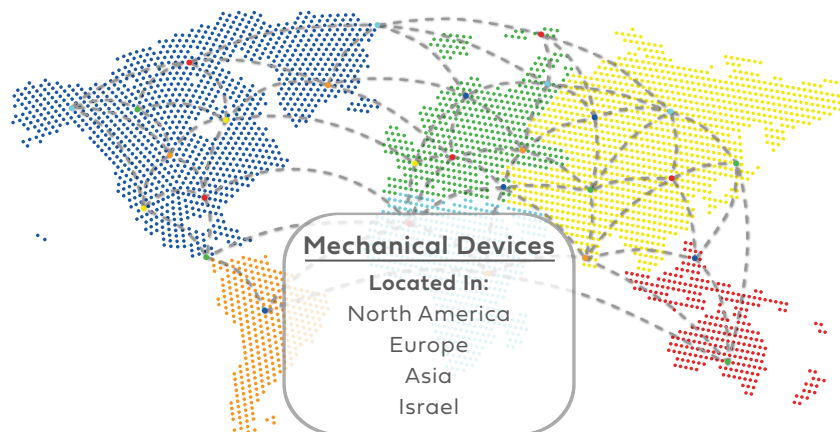 Mechanical Devices
Located In:
North America
Europe
Asia
Israel